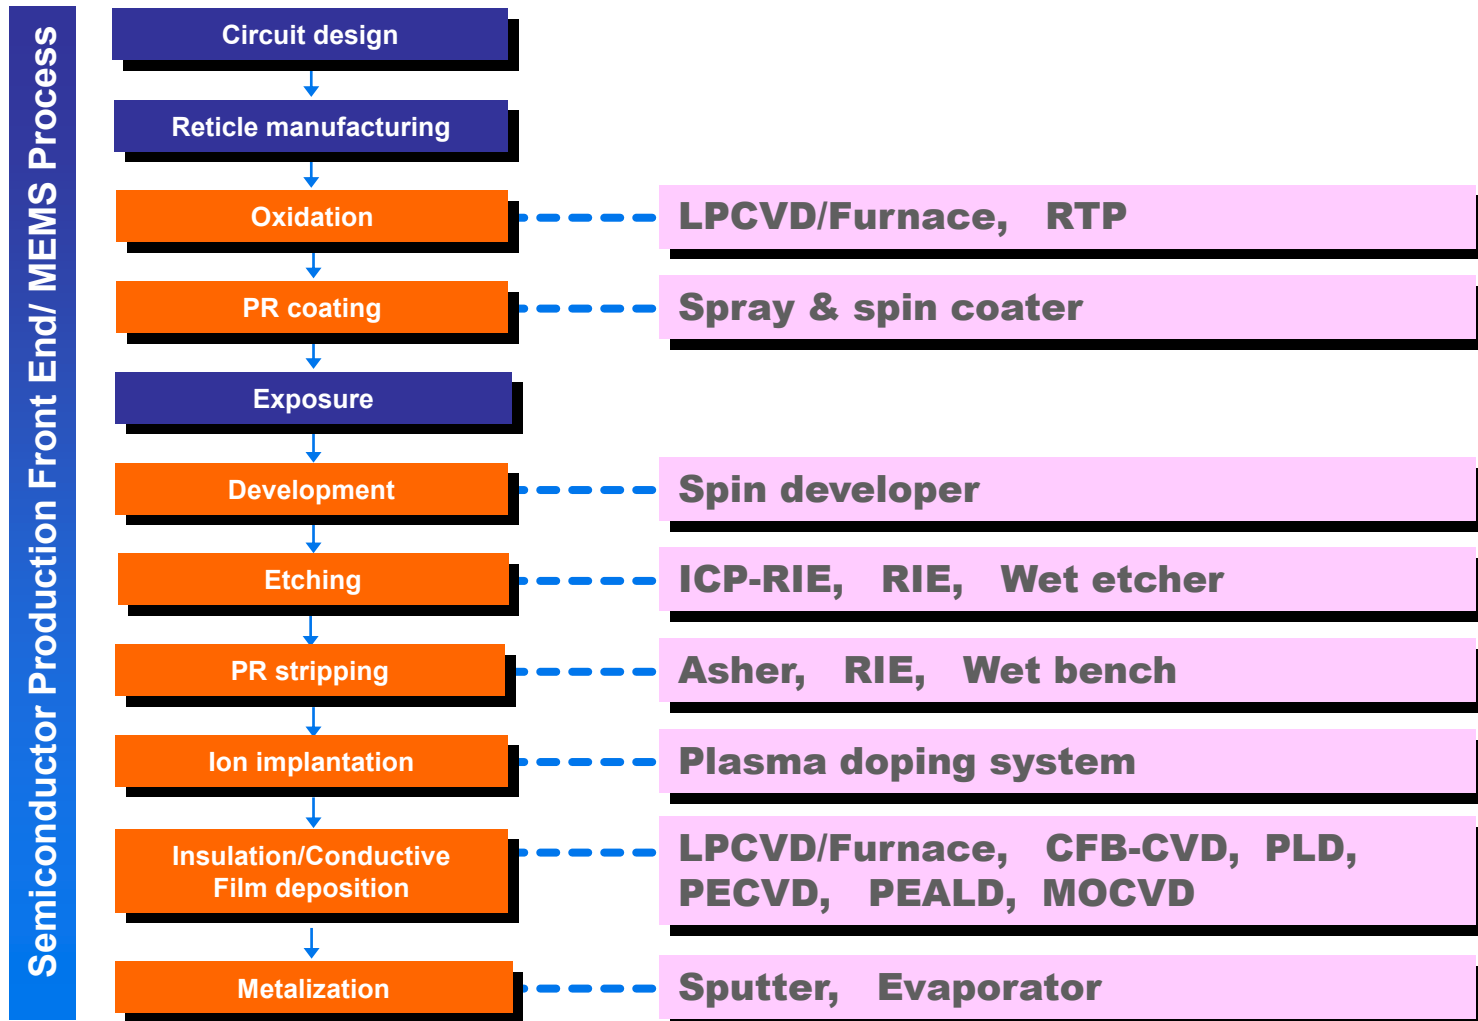 Semiconductor Production Front End/ MEMS Process
Circuit design
Reticle manufacturing
Oxidation
LPCVD/Furnace, RTP
PR coating
Spray & spin coater
Exposure
Development
Spin developer
Etching
ICP-RIE, RIE, Wet etcher
PR stripping
Asher, RIE, Wet bench
Ion implantation
Plasma doping system
Insulation/Conductive
Film deposition
LPCVD/Furnace, CFB-CVD, PLD,
PECVD, PEALD, MOCVD
Metalization
Sputter, Evaporator